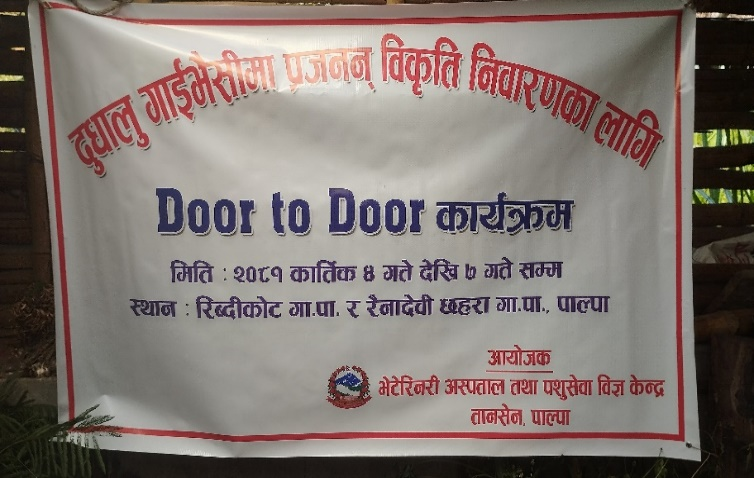 दुधालु गाईभैसीमा प्रजनन् विकृति निवारणका लागि
Door to Door कार्यक्रम
मिति : २०८१ कार्तिक ४ गते देखि ७ गते सम्म
स्थान : रिब्दीकोट गा.पा. र रैनादेवी छहरा गा.पा., पाल्पा
आयोजक
भेटेरिनरी अस्पताल तथा पशुसेवा विज्ञ केन्द्र
तानसेन, पाल्पा